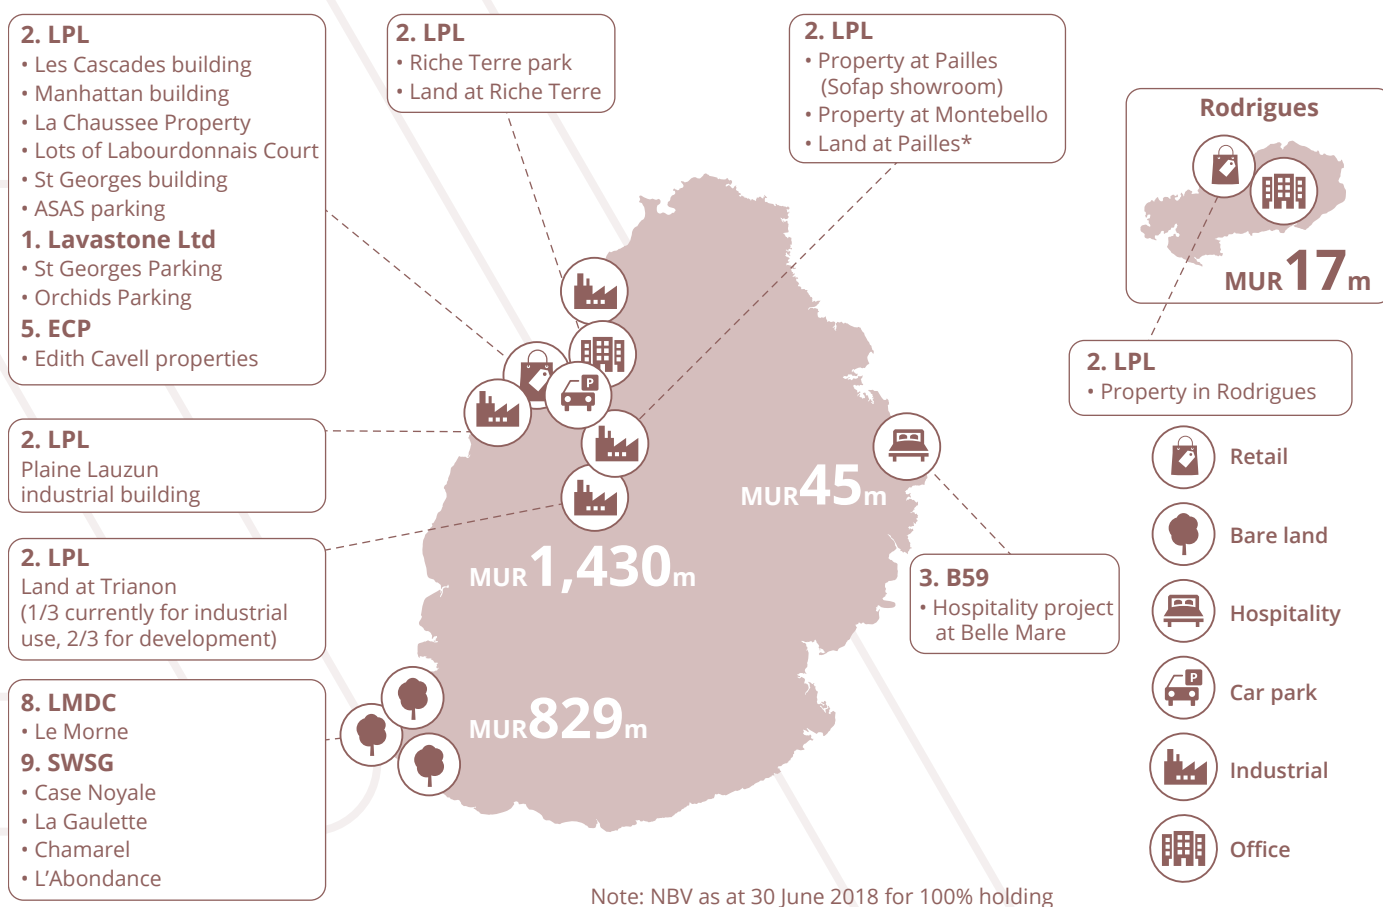 2. LPL
• Les Cascades building
• Manhattan building
• La Chaussee Property
• Lots of Labourdonnais Court
• St Georges building
• ASAS parking
1. Lavastone Ltd
• St Georges Parking
• Orchids Parking
5. ECP
• Edith Cavell properties
2. LPL
• Riche Terre park
• Land at Riche Terre
2. LPL
• Property at Pailles
(Sofap showroom)
• Property at Montebello
• Land at Pailles*
Rodrigues
MUR 17 m
2. LPL
• Property in Rodrigues
2. LPL
Plaine Lauzun
industrial building
2. LPL
Land at Trianon
(1/3 currently for industrial
use, 2/3 for development)
8. LMDC
• Le Morne
9. SWSG
• Case Noyale
• La Gaulette
• Chamarel
• L'Abondance
P
MUR 45 m
MUR 1,430 m
MUR 829 m
3. B59
• Hospitality project
at Belle Mare
Retail
Bare land
Hospitality
P
Car park
Industrial
Office
Note: NBV as at 30 June 2018 for 100% holding